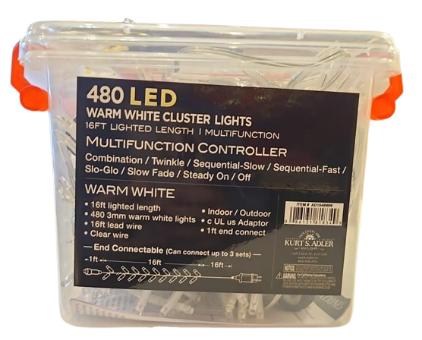 480 LED
WARM WHITE CLUSTER LIGHTS
16FT LIGHTED LENGTH | MULTIFUNCTION
MULTIFUNCTION CONTROLLER
Combination / Twinkle / Sequential-Slow / Sequential-Fast /
Slo-Glo / Slow Fade / Steady On / Off
WARM WHITE
• 16ft lighted length
• 480 3mm warm white lights
• 16ft lead wire
• Clear wire
• Indoor / Outdoor
• c UL us Adaptor
• 1ft end connect
End Connectable (Can connect up to 3 sets)
1ft 16ft 16ft
ITEM#
KURT S. ADLER
NOTICE
WARNING